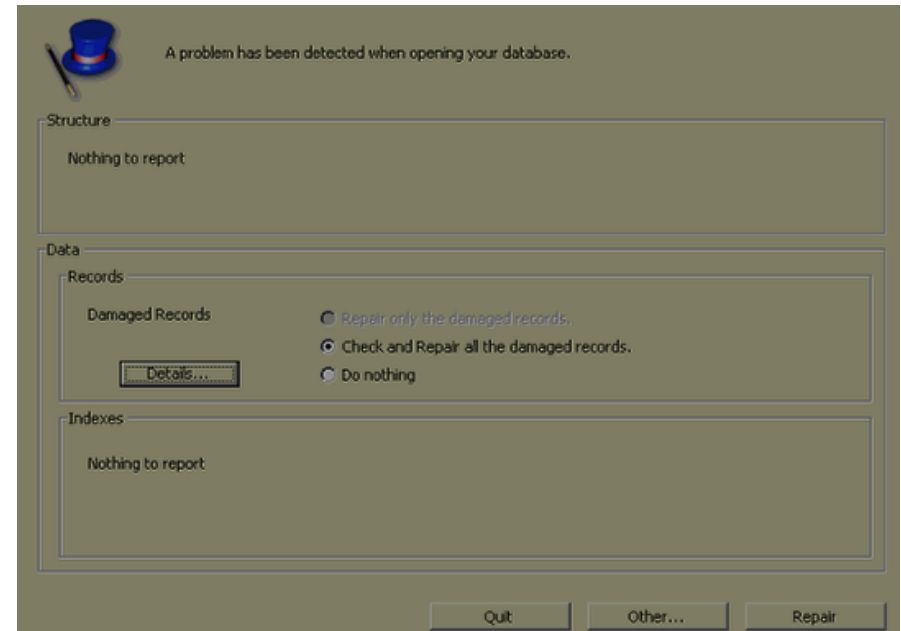 A problem has been detected when opening your database.
Structure
Nothing to report
Data
Records
Damaged Records
Repair only the damaged records.
Check and Repair all the damaged records.
Details...
Do nothing
Indexes
Nothing to report
Quit Other... Repair